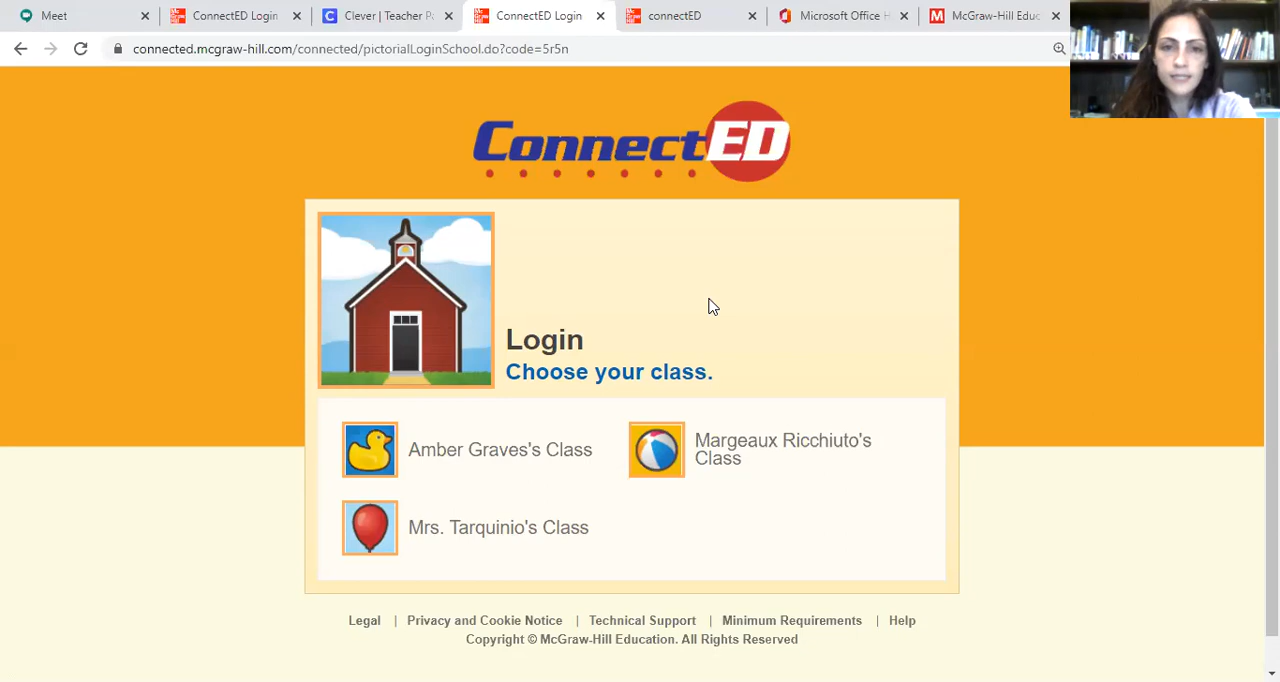 Meet
ConnectED Login
Clever | Teacher Po
ConnectED Login
connectED
Microsoft Office H
McGraw-Hill Educ
connected.mcgraw-hill.com/connected/pictorialLoginSchool.do?code=5r5n
ConnectED
Login
Choose your class.
Amber Graves's Class
Margeaux Ricchiuto's
Class
Mrs. Tarquinio's Class
Legal | Privacy and Cookie Notice | Technical Support | Minimum Requirements | Help
Copyright © McGraw-Hill Education. All Rights Reserved